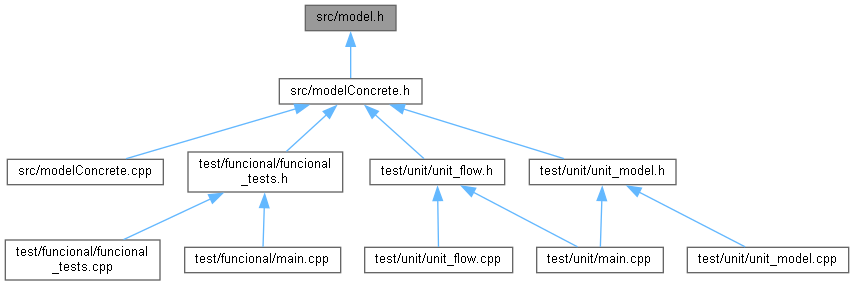 src/model.h
src/modelConcrete.h
src/modelConcrete.cpp
test/funcional/funcional
_tests.h
test/unit/unit_flow.h
test/unit/unit_model.h
test/funcional/funcional
_tests.cpp
test/funcional/main.cpp
test/unit/unit_flow.cpp
test/unit/main.cpp
test/unit/unit_model.cpp